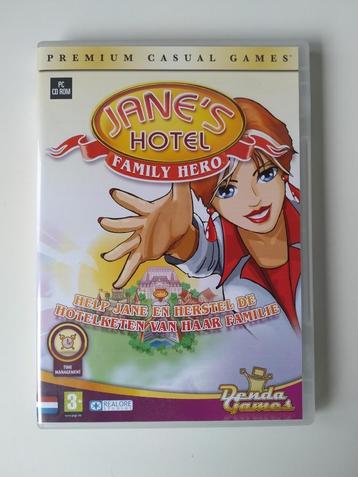 PREMIUM CASUAL GAMES
PC
CD ROM
JANE'S
HOTEL
FAMILY HERO
HELP JANE EN HERSTEL DE
HOTELKETEN VAN HAAR FAMILIE
TIME
MANAGEMENT
3
REALORE
Denda
Games